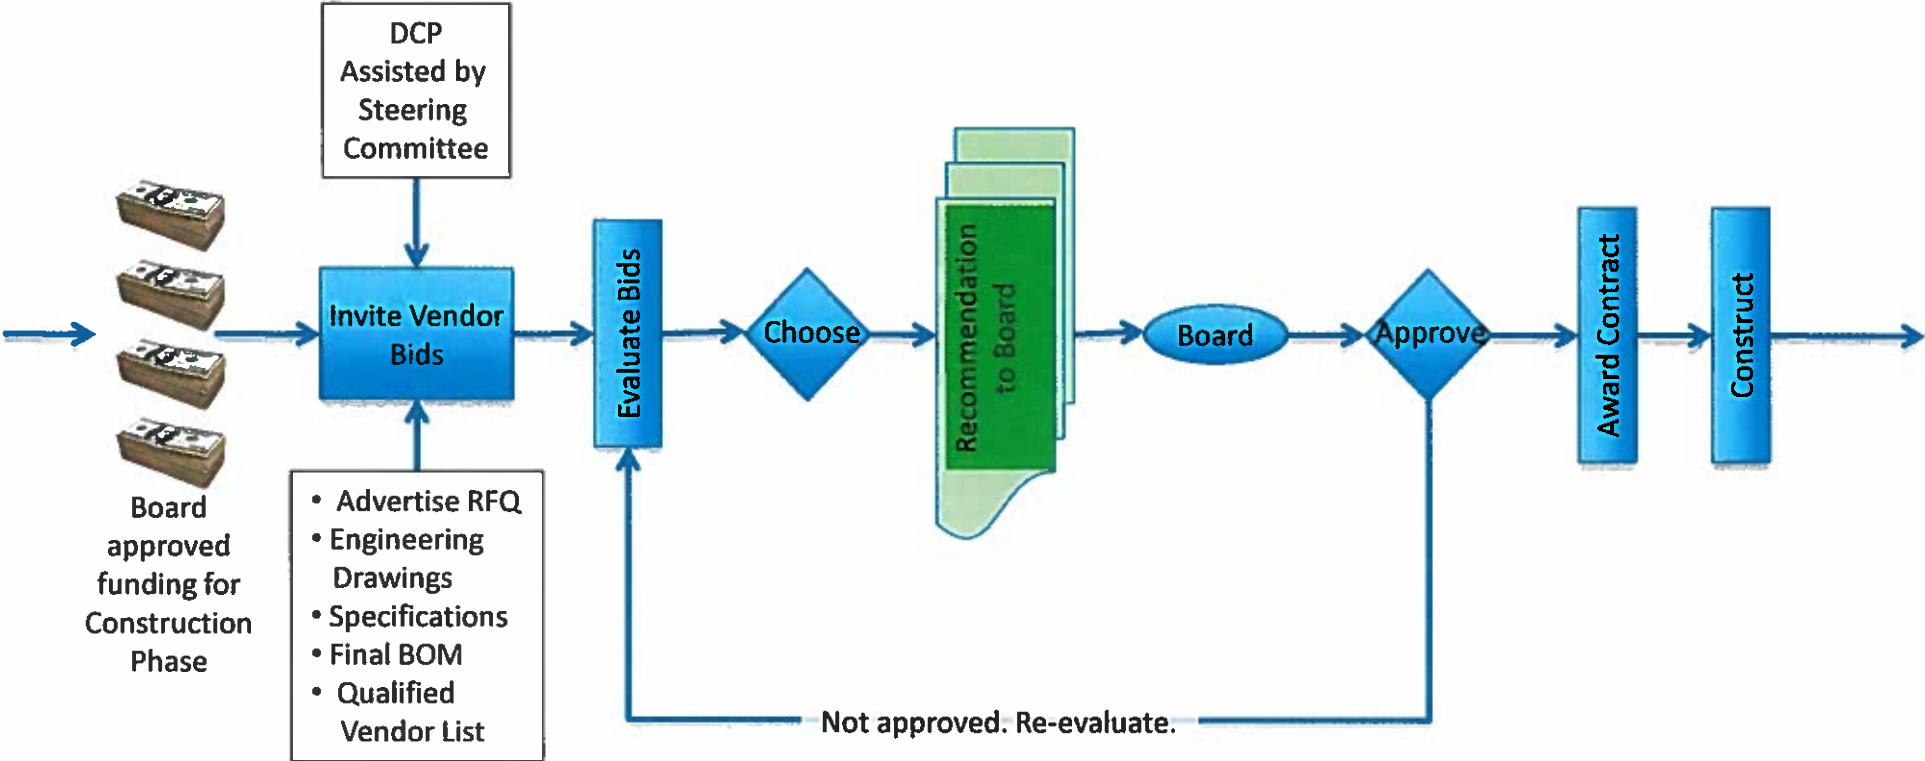 DCP
Assisted by
Steering
Committee
Board
approved
funding for
Construction
Phase
Invite Vendor
Bids
• Advertise RFQ
• Engineering
Drawings
• Specifications
• Final BOM
• Qualified
Vendor List
Evaluate Bids
Choose
Recommendation
to Board
Board
Approve
Award Contract
Construct
Not approved. Re-evaluate.